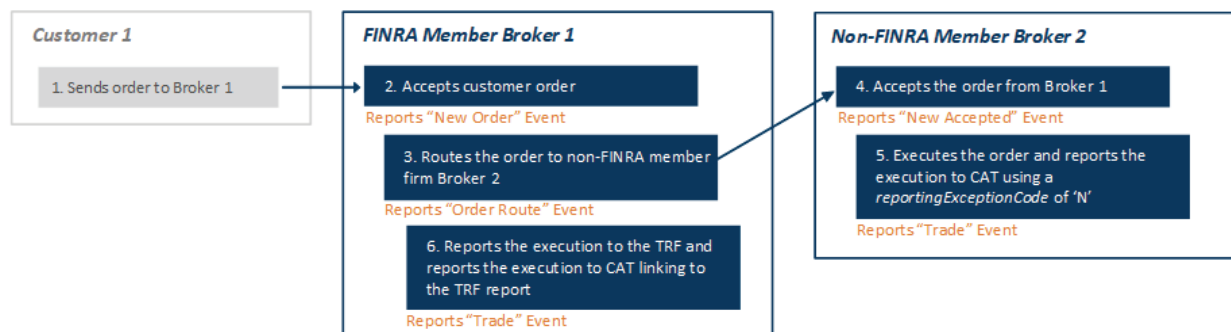 Customer 1
1. Sends order to Broker 1
FINRA Member Broker 1
2. Accepts customer order
Reports “New Order” Event
3. Routes the order to non-FINRA member
firm Broker 2
Reports “Order Route” Event
6. Reports the execution to the TRF and
reports the execution to CAT linking to
the TRF report
Reports “Trade” Event
Non-FINRA Member Broker 2
4. Accepts the order from Broker 1
Reports “New Accepted” Event
5. Executes the order and reports the
execution to CAT using a
reportingExceptionCode of ‘N’
Reports “Trade” Event